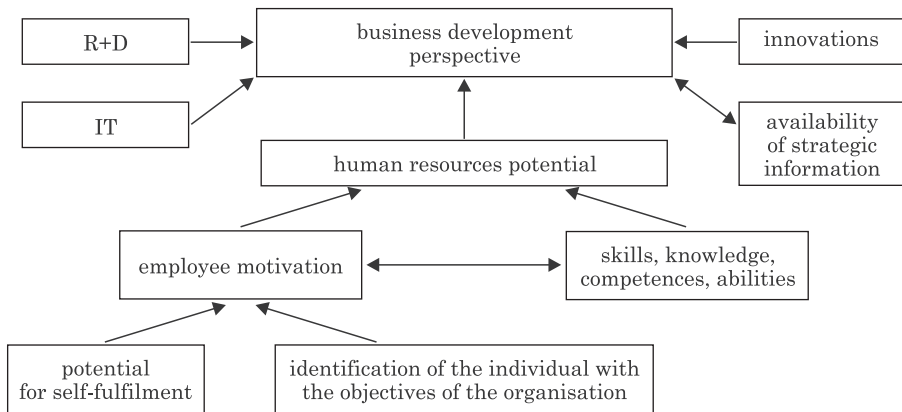 R+D
business development
perspective
innovations
IT
availability
of strategic
information
human resources potential
employee motivation
skills, knowledge,
competences, abilities
potential
for self-fulfilment
identification of the individual with
the objectives of the organisation